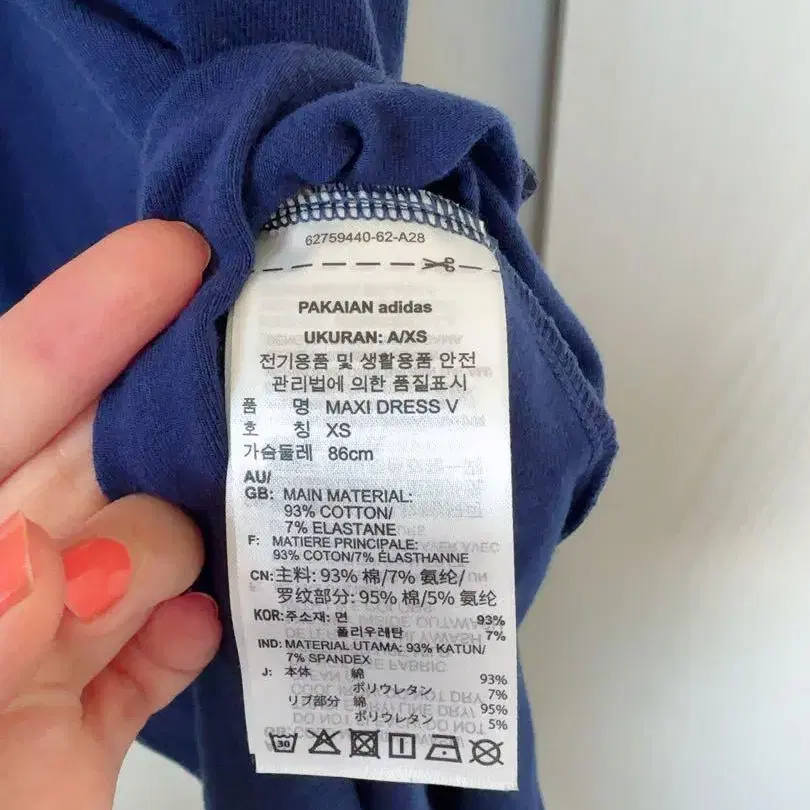 62759440-62-A28
PAKAIAN adidas
UKURAN: A/XS
전기용품 및 생활용품 안전
관리법에 의한 품질표시
품 명 MAXI DRESS V
호 칭 XS
가슴둘레 86cm
AU/
GB: MAIN MATERIAL:
93% COTTON/
7% ELASTANE
F: MATIERE PRINCIPALE:
93% COTON/7% ÉLASTHANNE
CN: 主料: 93% 棉/7% 氨纶/
罗纹部分: 95% 棉/5% 氨纶
KOR: 주소재: 면 93%
폴리우레탄 7%
IND: MATERIAL UTAMA: 93% KATUN/
7% SPANDEX
J: 本体 綿 93%
ポリウレタン 7%
リブ部分 綿 95%
ポリウレタン 5%
30